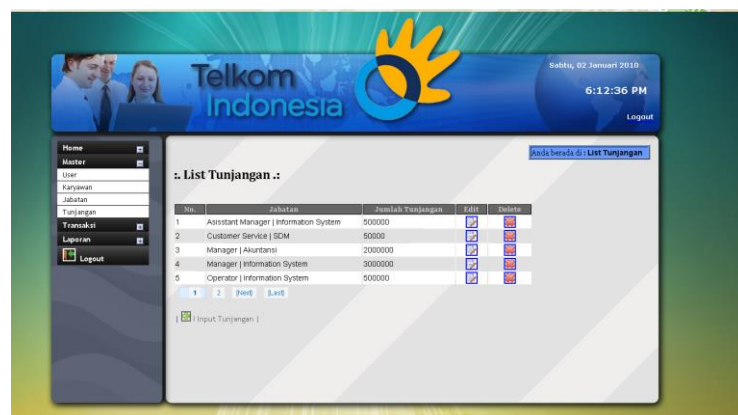 Telkom
Indonesia
Sabtu, 02 Januari 2010
6:12:36 PM
Logout
Home
Master
User
Karyawan
Jabatan
Tunjangan
Transaksi
Laporan
Logout
Anda berada di : List Tunjangan
:. List Tunjangan .:
No. Jabatan Jumlah Tunjangan Edit Delete
1 Asisstant Manager | Information System 500000
2 Customer Service | SDM 50000
3 Manager | Akuntansi 2000000
4 Manager | Information System 3000000
5 Operator | Information System 500000
1 2 [Next] [Last]
| Input Tunjangan |